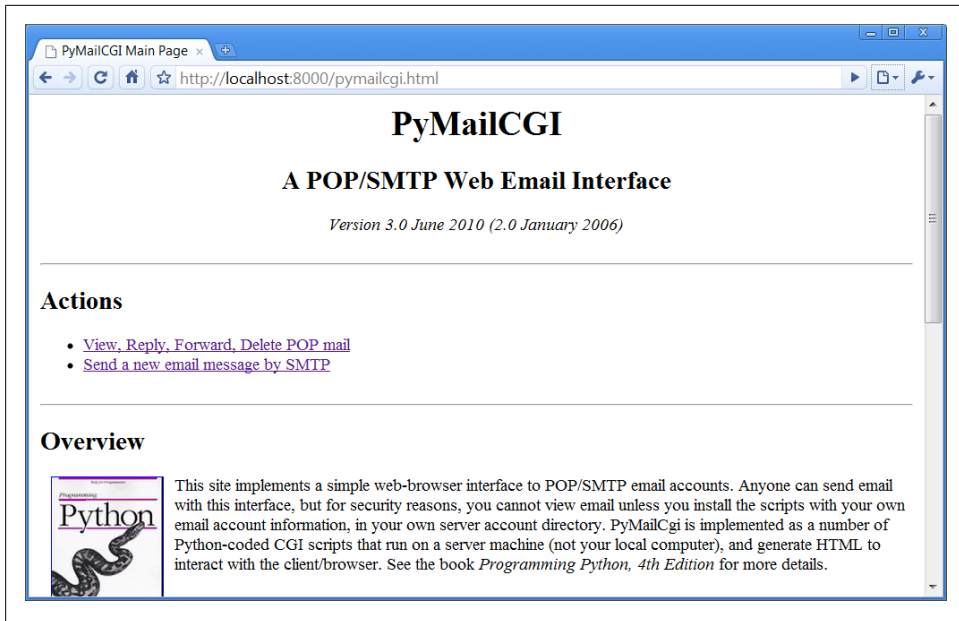 PyMailCGI Main Page
http://localhost:8000/pymailcgi.html
PyMailCGI
A POP/SMTP Web Email Interface
Version 3.0 June 2010 (2.0 January 2006)
Actions
• View, Reply, Forward, Delete POP mail
• Send a new email message by SMTP
Overview
Programming
Python
This site implements a simple web-browser interface to POP/SMTP email accounts. Anyone can send email
with this interface, but for security reasons, you cannot view email unless you install the scripts with your own
email account information, in your own server account directory. PyMailCgi is implemented as a number of
Python-coded CGI scripts that run on a server machine (not your local computer), and generate HTML to
interact with the client/browser. See the book Programming Python, 4th Edition for more details.